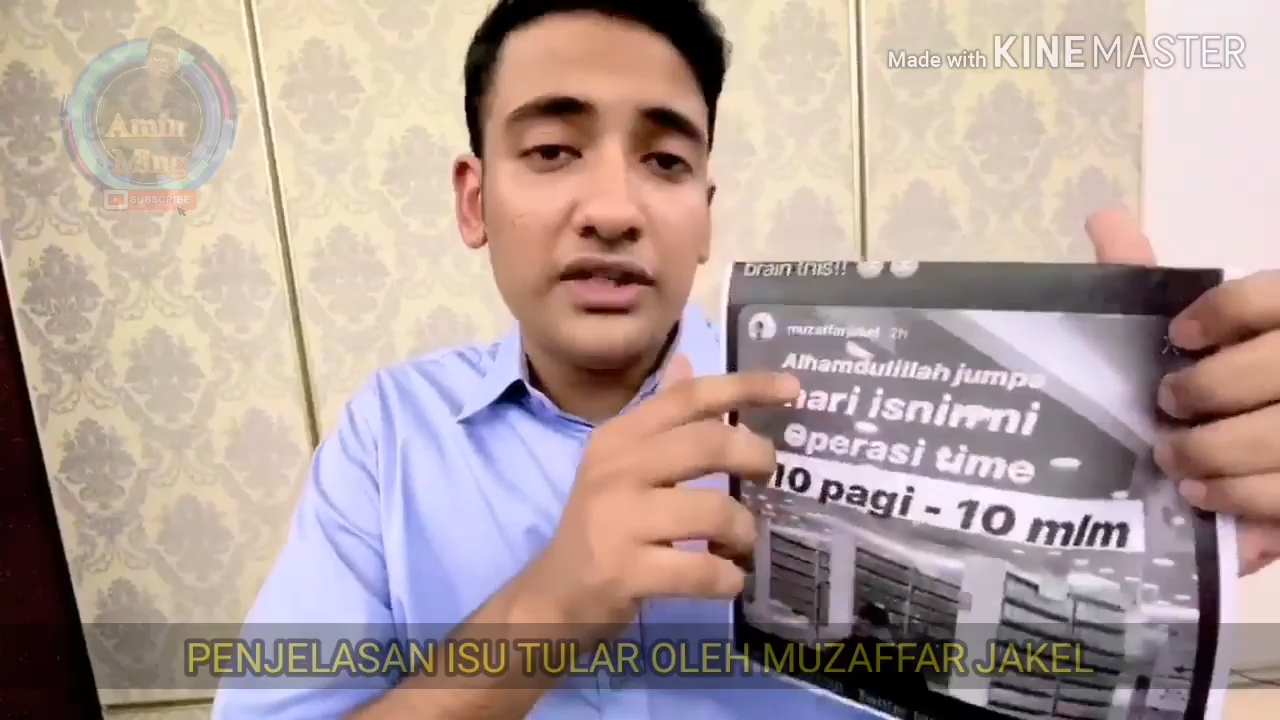 Made with KINEMASTER
Amin
Ming
SUBSCRIBE
brain this!!
muzaffarjakel 2h
Alhamdulillah jumpa
hari isnin ni
operasi time
10 pagi - 10 mlm
PENJELASAN ISU TULAR OLEH MUZAFFAR JAKEL